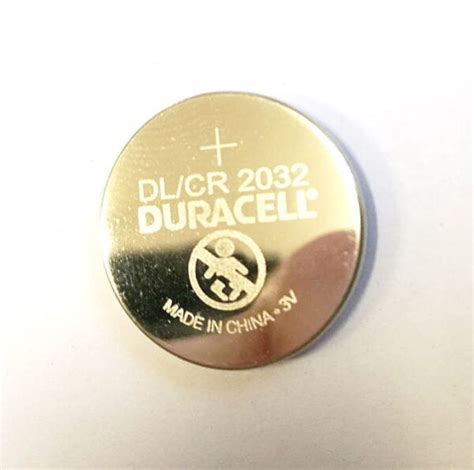 +
DL/CR 2032
DURACELL®
MADE IN CHINA • 3V